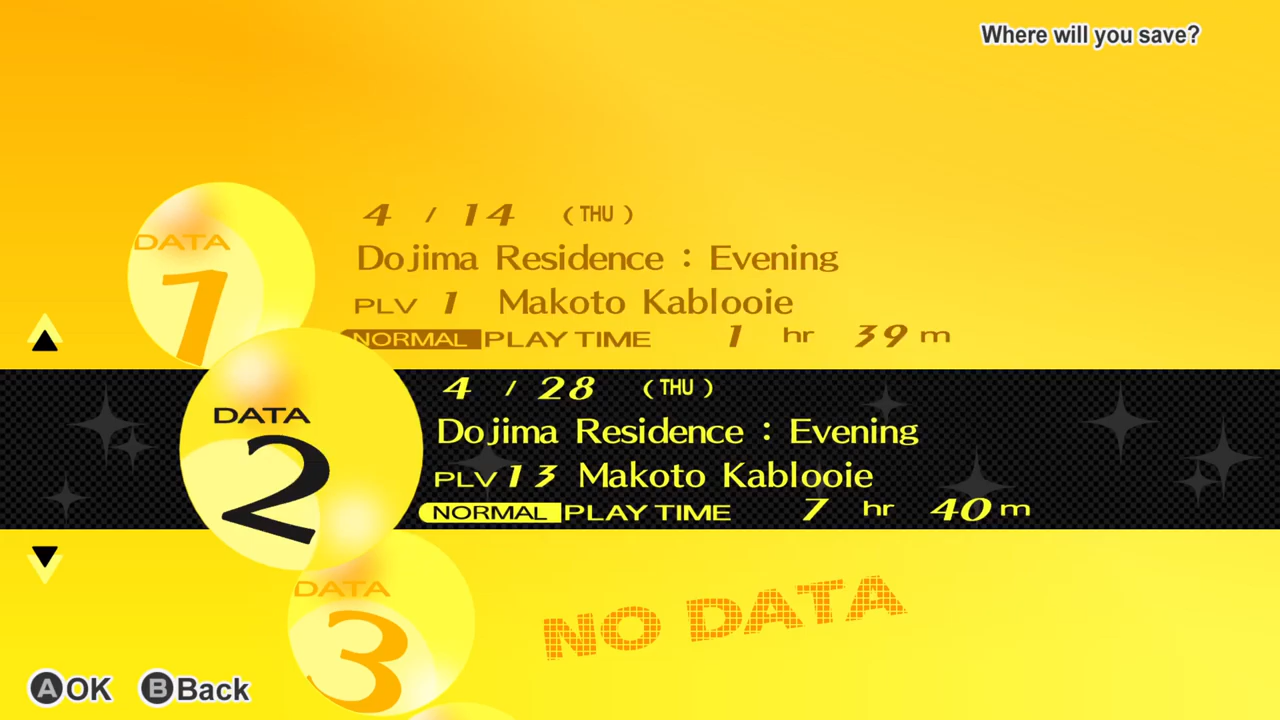 Where will you save?
DATA
1
4 / 14 (THU)
Dojima Residence : Evening
PLV 1 Makoto Kablooie
NORMAL PLAY TIME 1 hr 39 m
DATA
2
4 / 28 (THU)
Dojima Residence : Evening
PLV 13 Makoto Kablooie
NORMAL PLAY TIME 7 hr 40 m
DATA
3
NO DATA
A OK B Back